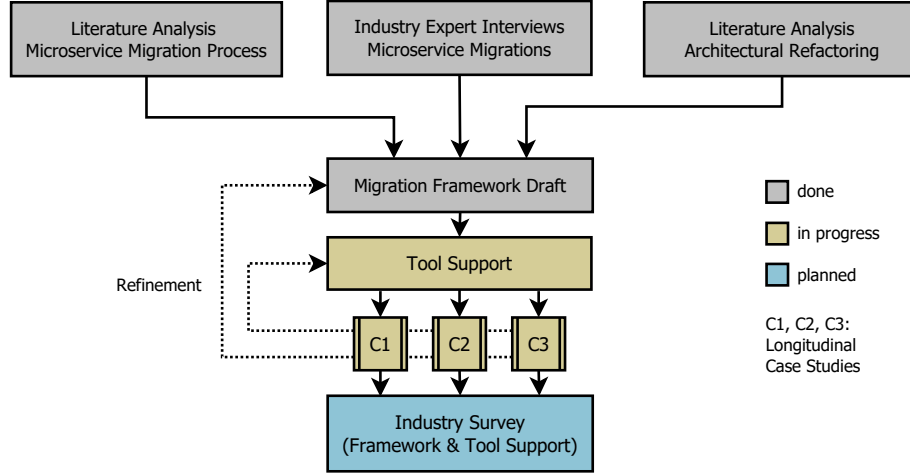 Literature Analysis
Microservice Migration Process
Industry Expert Interviews
Microservice Migrations
Literature Analysis
Architectural Refactoring
Migration Framework Draft
done
in progress
planned
Tool Support
Refinement
C1
C2
C3
C1, C2, C3:
Longitudinal
Case Studies
Industry Survey
(Framework & Tool Support)